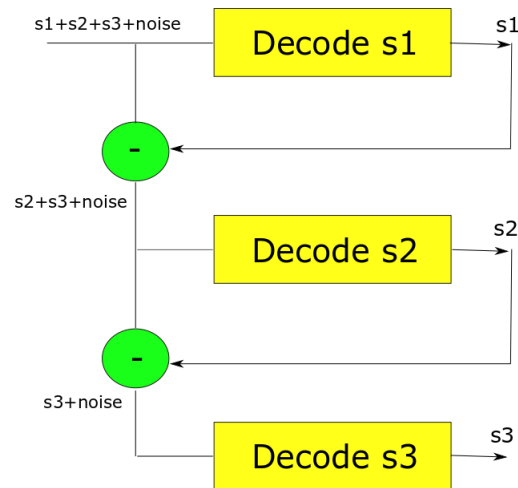 s1+s2+s3+noise
Decode s1
s1
-
s2+s3+noise
Decode s2
s2
-
s3+noise
Decode s3
s3